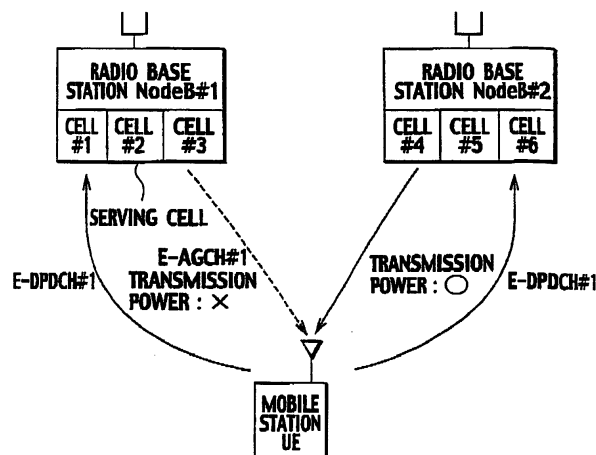 RADIO BASE
STATION NodeB#1
CELL #1
CELL #2
CELL #3
RADIO BASE
STATION NodeB#2
CELL #4
CELL #5
CELL #6
SERVING CELL
E-AGCH#1
TRANSMISSION
POWER : ×
E-DPDCH#1
TRANSMISSION
POWER : ○
E-DPDCH#1
MOBILE
STATION
UE